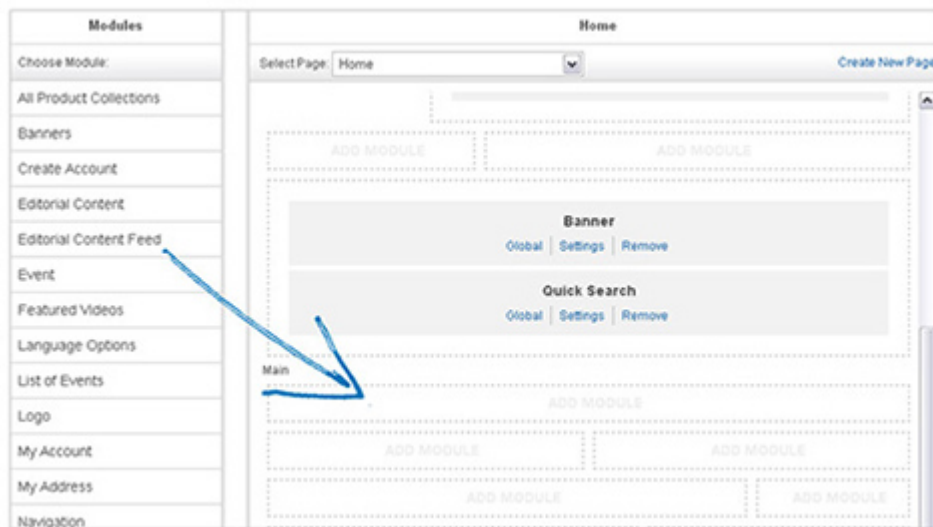 Modules
Choose Module:
All Product Collections
Banners
Create Account
Editorial Content
Editorial Content Feed
Event
Featured Videos
Language Options
List of Events
Logo
My Account
My Address
Navigation
Home
Select Page: Home
Create New Page
ADD MODULE ADD MODULE
Banner
Global Settings Remove
Quick Search
Global Settings Remove
Main
ADD MODULE
ADD MODULE ADD MODULE
ADD MODULE ADD MODULE